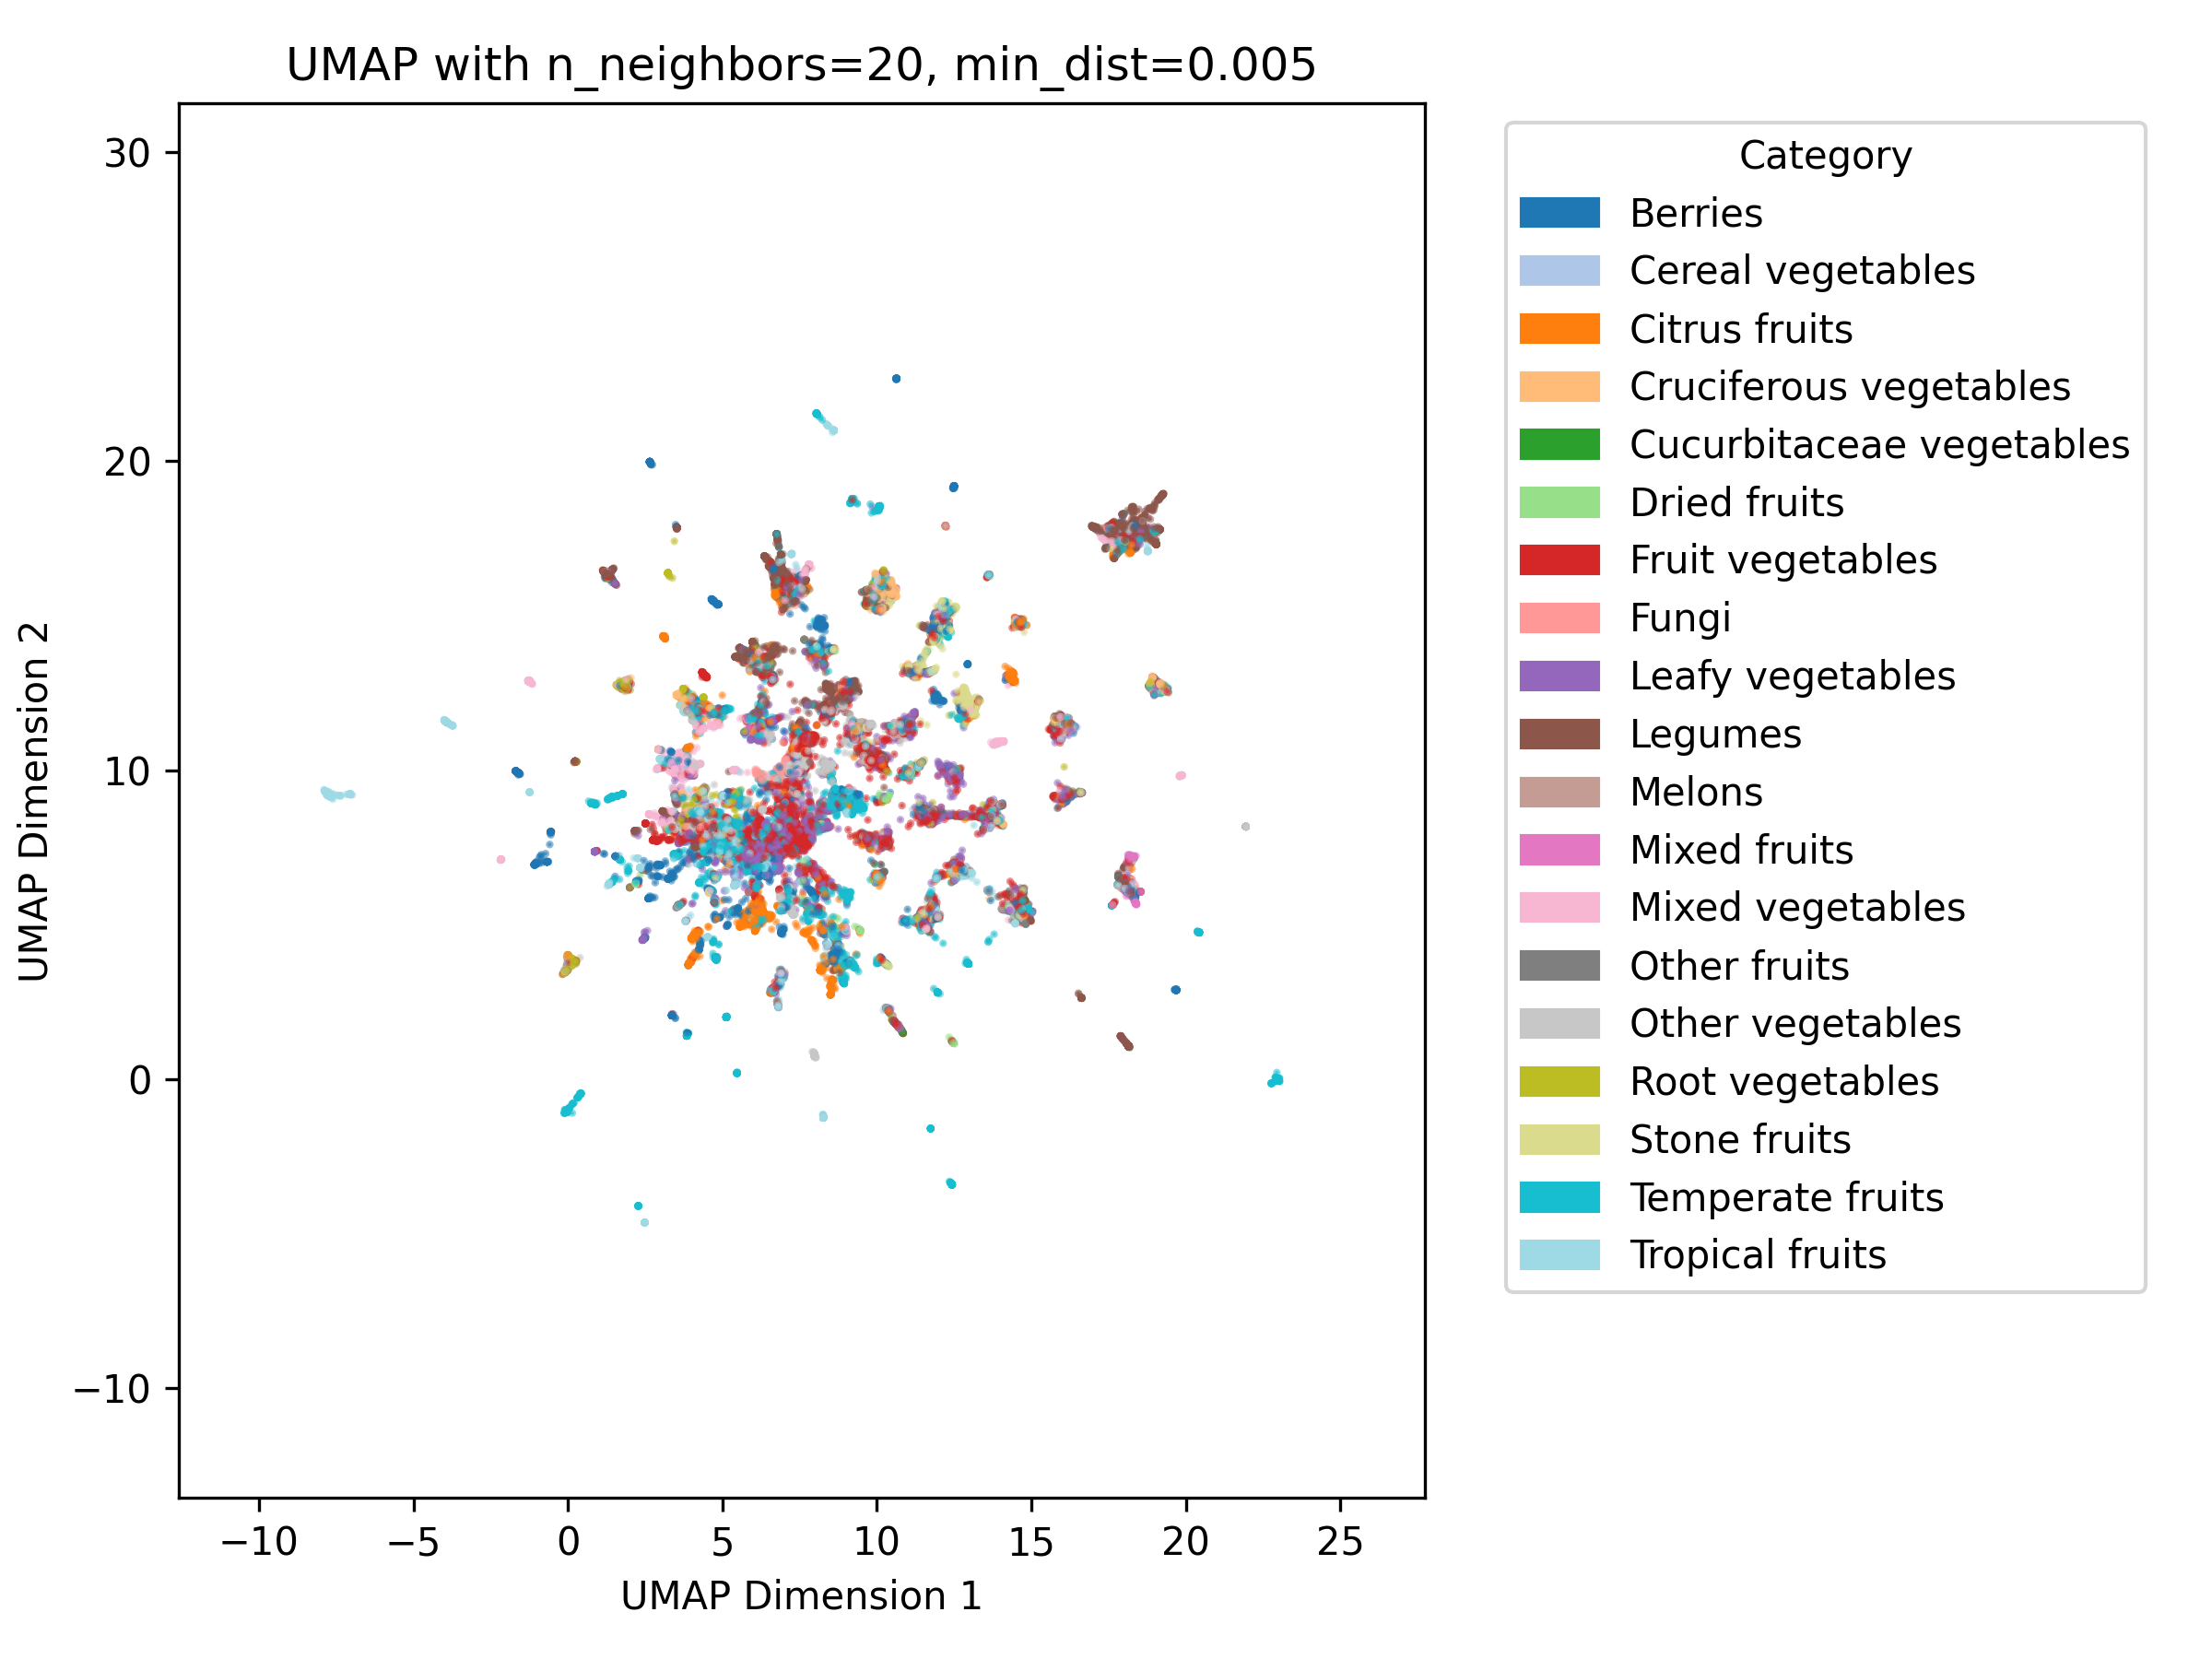 UMAP with n_neighbors=20, min_dist=0.005
30
20
10
0
−10
UMAP Dimension 2
−10
−5
0
5
10
15
20
25
UMAP Dimension 1
Category
Berries
Cereal vegetables
Citrus fruits
Cruciferous vegetables
Cucurbitaceae vegetables
Dried fruits
Fruit vegetables
Fungi
Leafy vegetables
Legumes
Melons
Mixed fruits
Mixed vegetables
Other fruits
Other vegetables
Root vegetables
Stone fruits
Temperate fruits
Tropical fruits